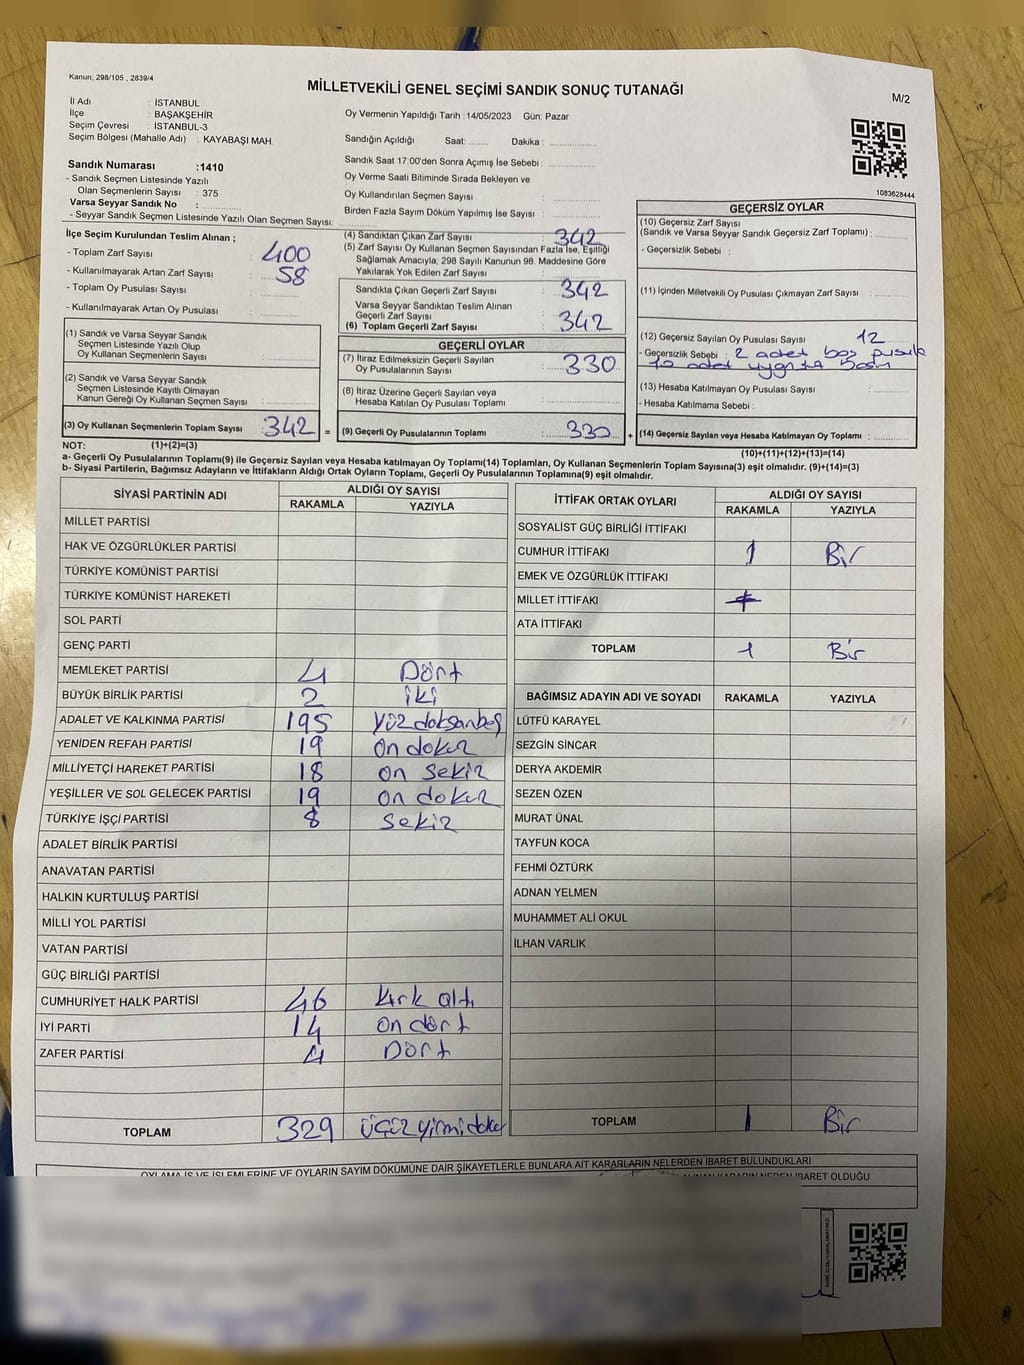 Kanun; 298/105 , 2839/4
MİLLETVEKİLİ GENEL SEÇİMİ SANDIK SONUÇ TUTANAĞI
M/2
İl Adı : İSTANBUL
İlçe : BAŞAKŞEHİR
Seçim Çevresi : İSTANBUL-3
Seçim Bölgesi (Mahalle Adı) : KAYABAŞI MAH.
Sandık Numarası :1410
- Sandık Seçmen Listesinde Yazılı
Olan Seçmenlerin Sayısı : 375
Varsa Seyyar Sandık No :
- Seyyar Sandık Seçmen Listesinde Yazılı Olan Seçmen Sayısı:
Oy Vermenin Yapıldığı Tarih :14/05/2023 Gün: Pazar
Sandığın Açıldığı Saat: Dakika :
Sandık Saat 17:00'den Sonra Açımış İse Sebebi :
Oy Verme Saati Bitiminde Sırada Bekleyen ve
Oy Kullandırılan Seçmen Sayısı :
Birden Fazla Sayım Döküm Yapılmış İse Sayısı :
1083628444
İlçe Seçim Kurulundan Teslim Alınan ;
- Toplam Zarf Sayısı : 400
- Kullanılmayarak Artan Zarf Sayısı : 58
- Toplam Oy Pusulası Sayısı :
- Kullanılmayarak Artan Oy Pusulası :
(1) Sandık ve Varsa Seyyar Sandık
Seçmen Listesinde Yazılı Olup
Oy Kullanan Seçmenlerin Sayısı :
(2) Sandık ve Varsa Seyyar Sandık
Seçmen Listesinde Kayıtlı Olmayan
Kanun Gereği Oy Kullanan Seçmen Sayısı :
(3) Oy Kullanan Seçmenlerin Toplam Sayısı : 342 =
(4) Sandıktan Çıkan Zarf Sayısı : 342
(5) Zarf Sayısı Oy Kullanan Seçmen Sayısından Fazla İse, Eşitliği
Sağlamak Amacıyla; 298 Sayılı Kanunun 98. Maddesine Göre
Yakılarak Yok Edilen Zarf Sayısı :
Sandıkta Çıkan Geçerli Zarf Sayısı : 342
Varsa Seyyar Sandıktan Teslim Alınan
Geçerli Zarf Sayısı :
(6) Toplam Geçerli Zarf Sayısı : 342
GEÇERLİ OYLAR
(7) İtiraz Edilmeksizin Geçerli Sayılan
Oy Pusulalarının Sayısı : 330
(8) İtiraz Üzerine Geçerli Sayılan veya
Hesaba Katılan Oy Pusulası Toplamı :
(9) Geçerli Oy Pusulalarının Toplamı : 330 +
GEÇERSİZ OYLAR
(10) Geçersiz Zarf Sayısı
(Sandık ve Varsa Seyyar Sandık Geçersiz Zarf Toplamı) :
- Geçersizlik Sebebi :
(11) İçinden Milletvekili Oy Pusulası Çıkmayan Zarf Sayısı :
(12) Geçersiz Sayılan Oy Pusulası Sayısı : 12
- Geçersizlik Sebebi : 2 adet boş pusula
10 adet
(13) Hesaba Katılmayan Oy Pusulası Sayısı :
- Hesaba Katılmama Sebebi :
(14) Geçersiz Sayılan veya Hesaba Katılmayan Oy Toplamı :
NOT: (1)+(2)=(3)
(10)+(11)+(12)+(13)=(14)
a- Geçerli Oy Pusulalarının Toplamı(9) ile Geçersiz Sayılan veya Hesaba katılmayan Oy Toplamı(14) Toplamları, Oy Kullanan Seçmenlerin Toplam Sayısına(3) eşit olmalıdır. (9)+(14)=(3)
b- Siyasi Partilerin, Bağımsız Adayların ve İttifakların Aldığı Ortak Oyların Toplamı, Geçerli Oy Pusulalarının Toplamına(9) eşit olmalıdır.
SİYASİ PARTİNİN ADI ALDIĞI OY SAYISI
RAKAMLA YAZIYLA
MİLLET PARTİSİ
HAK VE ÖZGÜRLÜKLER PARTİSİ
TÜRKİYE KOMÜNİST PARTİSİ
TÜRKİYE KOMÜNİST HAREKETİ
SOL PARTİ
GENÇ PARTİ
MEMLEKET PARTİSİ 4 Dört
BÜYÜK BİRLİK PARTİSİ 2 iki
ADALET VE KALKINMA PARTİSİ 195 yüz doksanbeş
YENİDEN REFAH PARTİSİ 19 on dokuz
MİLLİYETÇİ HAREKET PARTİSİ 18 on sekiz
YEŞİLLER VE SOL GELECEK PARTİSİ 19 on dokuz
TÜRKİYE İŞÇİ PARTİSİ 8 sekiz
ADALET BİRLİK PARTİSİ
ANAVATAN PARTİSİ
HALKIN KURTULUŞ PARTİSİ
MİLLİ YOL PARTİSİ
VATAN PARTİSİ
GÜÇ BİRLİĞİ PARTİSİ
CUMHURİYET HALK PARTİSİ 46 kırk altı
İYİ PARTİ 14 on dört
ZAFER PARTİSİ 4 Dört
TOPLAM 329 üçüz yirmidokuz
İTTİFAK ORTAK OYLARI ALDIĞI OY SAYISI
RAKAMLA YAZIYLA
SOSYALİST GÜÇ BİRLİĞİ İTTİFAKI
CUMHUR İTTİFAKI 1 Bir
EMEK VE ÖZGÜRLÜK İTTİFAKI
MİLLET İTTİFAKI
ATA İTTİFAKI
TOPLAM 1 Bir
BAĞIMSIZ ADAYIN ADI VE SOYADI RAKAMLA YAZIYLA
LÜTFÜ KARAYEL
SEZGİN SİNCAR
DERYA AKDEMİR
SEZEN ÖZEN
MURAT ÜNAL
TAYFUN KOCA
FEHMİ ÖZTÜRK
ADNAN YELMEN
MUHAMMET ALİ OKUL
İLHAN VARLIK
TOPLAM 1 Bir
OYLAMA İŞ VE İŞLEMLERİNE VE OYLARIN SAYIM DÖKÜMÜNE DAİR ŞİKAYETLERLE BUNLARA AİT KARARLARIN NELERDEN İBARET BULUNDUKLARI
KARARIN NEDEN İBARET OLDUĞU